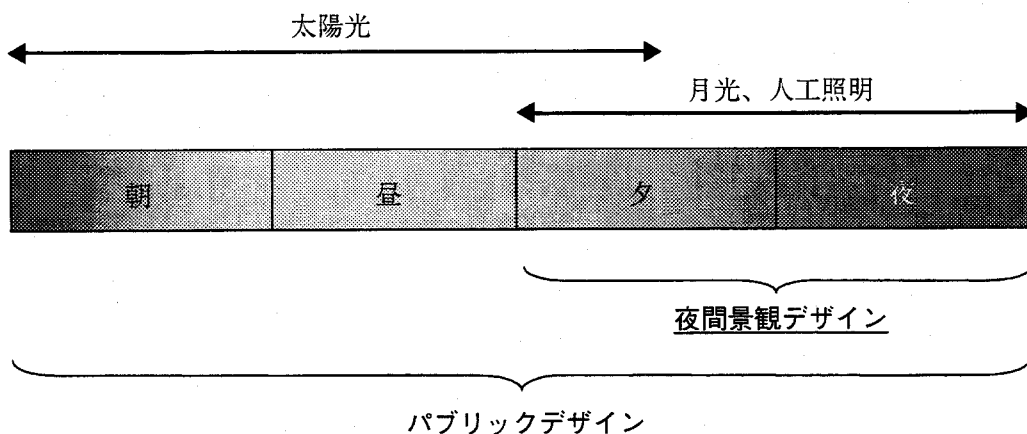 太陽光
月光、人工照明
朝 昼 夕 夜
夜間景観デザイン
パブリックデザイン